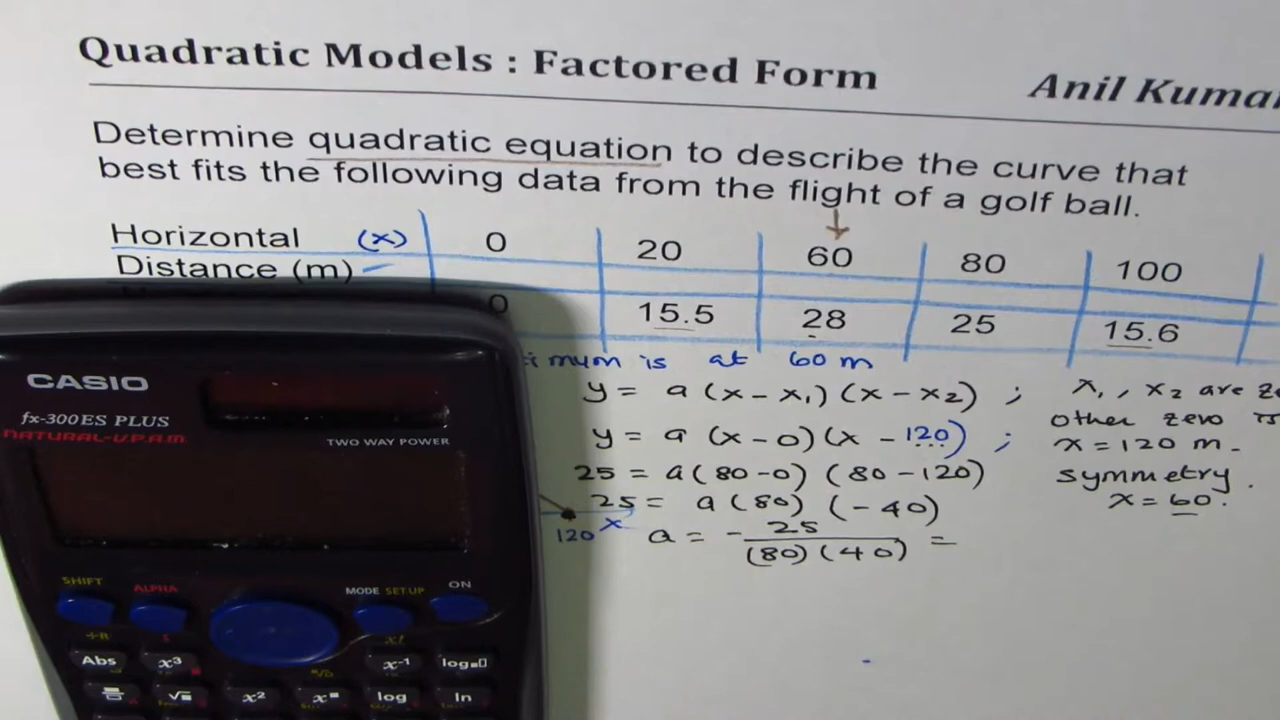 Quadratic Models : Factored Form
Anil Kumar
Determine quadratic equation to describe the curve that
best fits the following data from the flight of a golf ball.
Horizontal (x) 0 20 60 80 100
Distance (m)
0 15.5 28 25 15.6
mum is at 60 m
y = a (x - x₁) (x - x₂) ; x₁, x₂ are
other zero is
y = a (x - 0) (x - 120) ; x = 120 m.
25 = a (80 - 0) (80 - 120) symmetry.
25 = a (80) (-40) x = 60.
120 x
a = - 25 / (80) (40) =
CASIO
fx-300ES PLUS
NATURAL-V.P.A.M.
TWO WAY POWER
SHIFT ALPHA MODE SETUP ON
Abs x³ x⁻¹ log
x² log ln